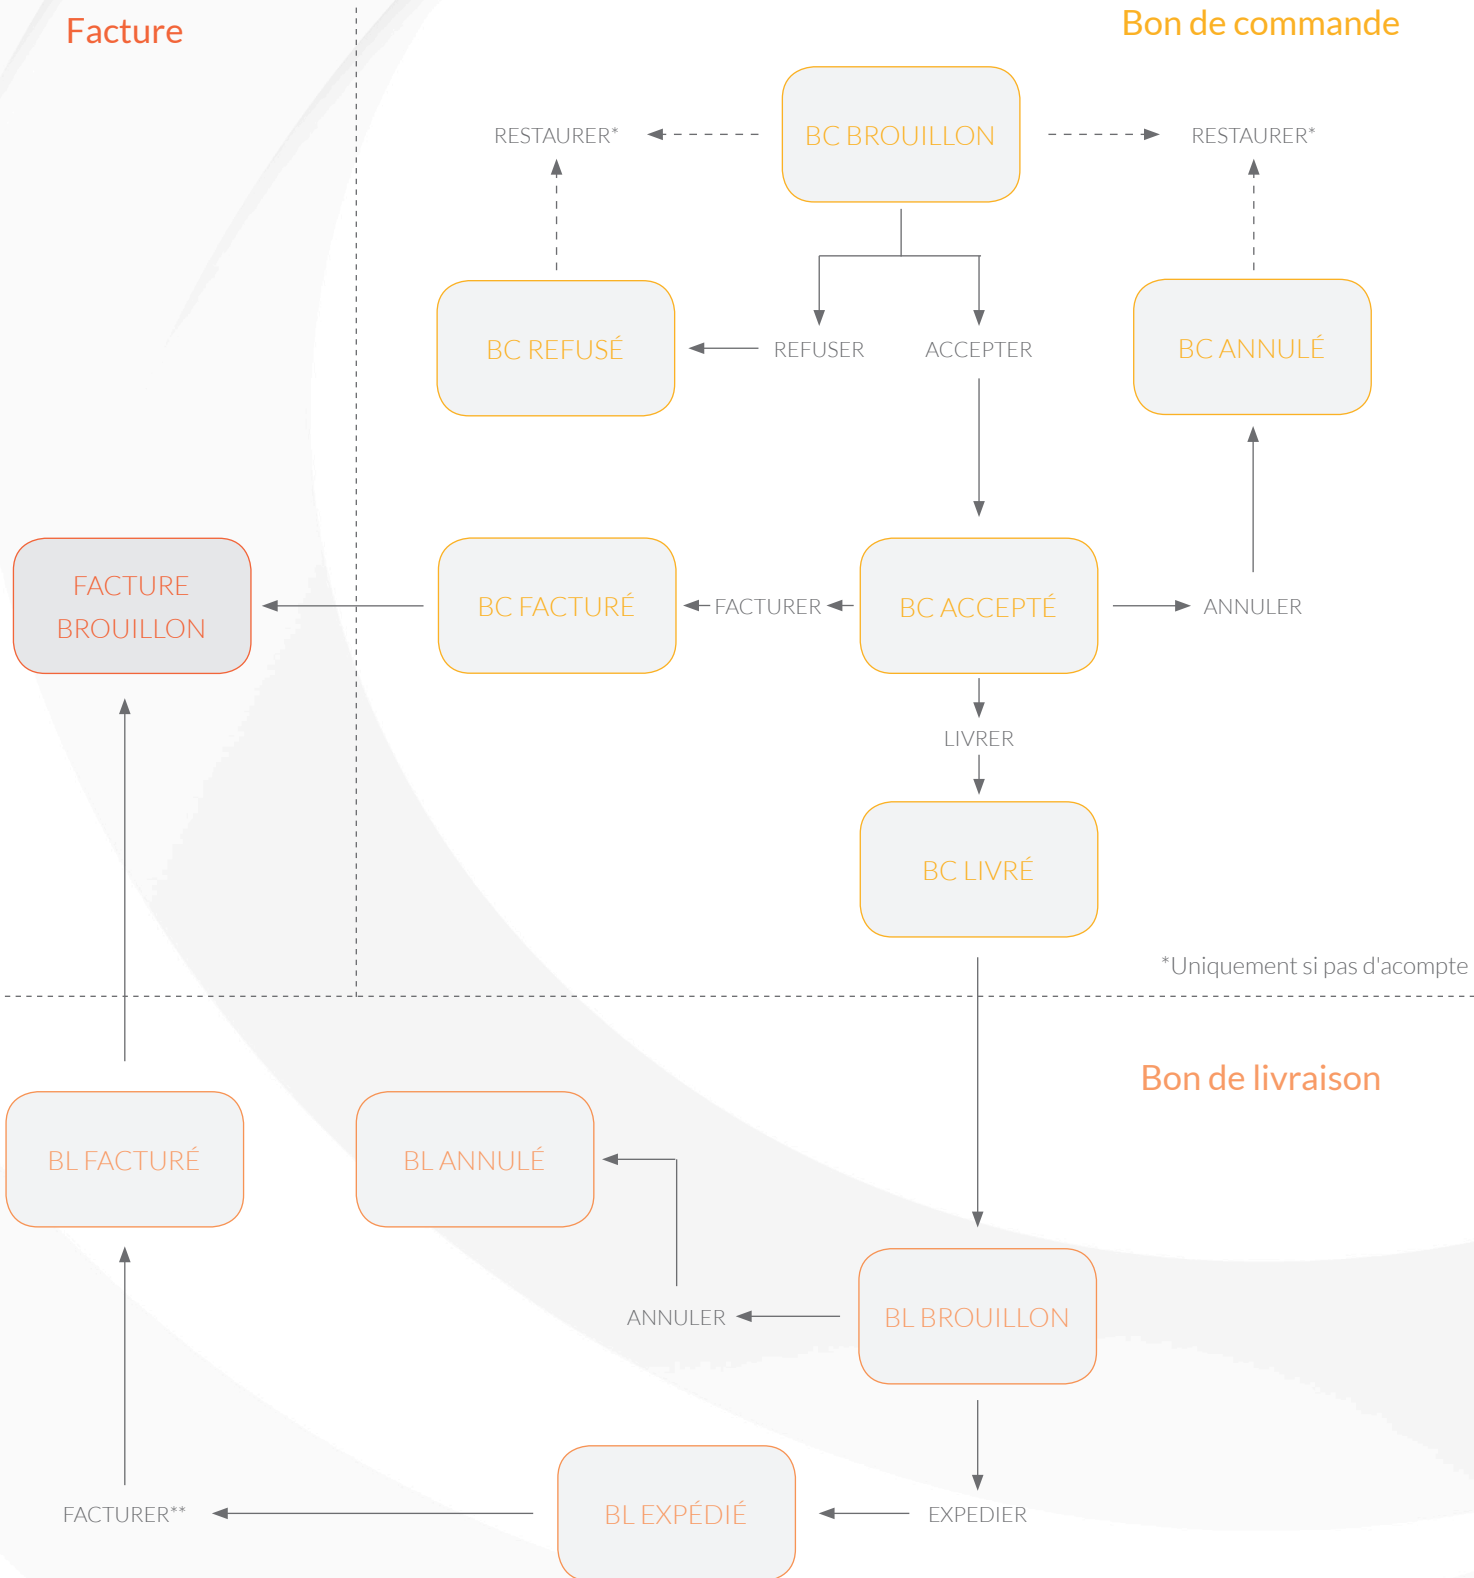 Facture
Bon de commande
BC BROUILLON
RESTAURER*
RESTAURER*
BC REFUSÉ
REFUSER
ACCEPTER
BC ANNULÉ
FACTURE
BROUILLON
BC FACTURÉ
FACTURER
BC ACCEPTÉ
ANNULER
LIVRER
BC LIVRÉ
*Uniquement si pas d'acompte
Bon de livraison
BL FACTURÉ
BL ANNULÉ
ANNULER
BL BROUILLON
FACTURER**
BL EXPÉDIÉ
EXPEDIER